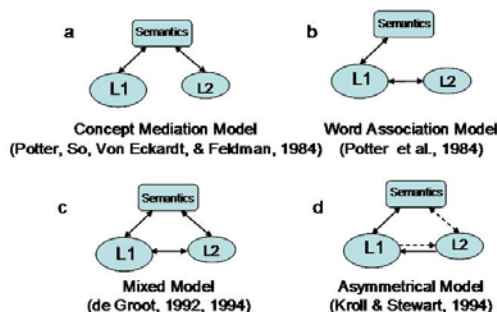 a
Semantics
L1
L2
Concept Mediation Model
(Potter, So, Von Eckardt, & Feldman, 1984)
b
Semantics
L1
L2
Word Association Model
(Potter et al., 1984)
c
Semantics
L1
L2
Mixed Model
(de Groot, 1992, 1994)
d
Semantics
L1
L2
Asymmetrical Model
(Kroll & Stewart, 1994)